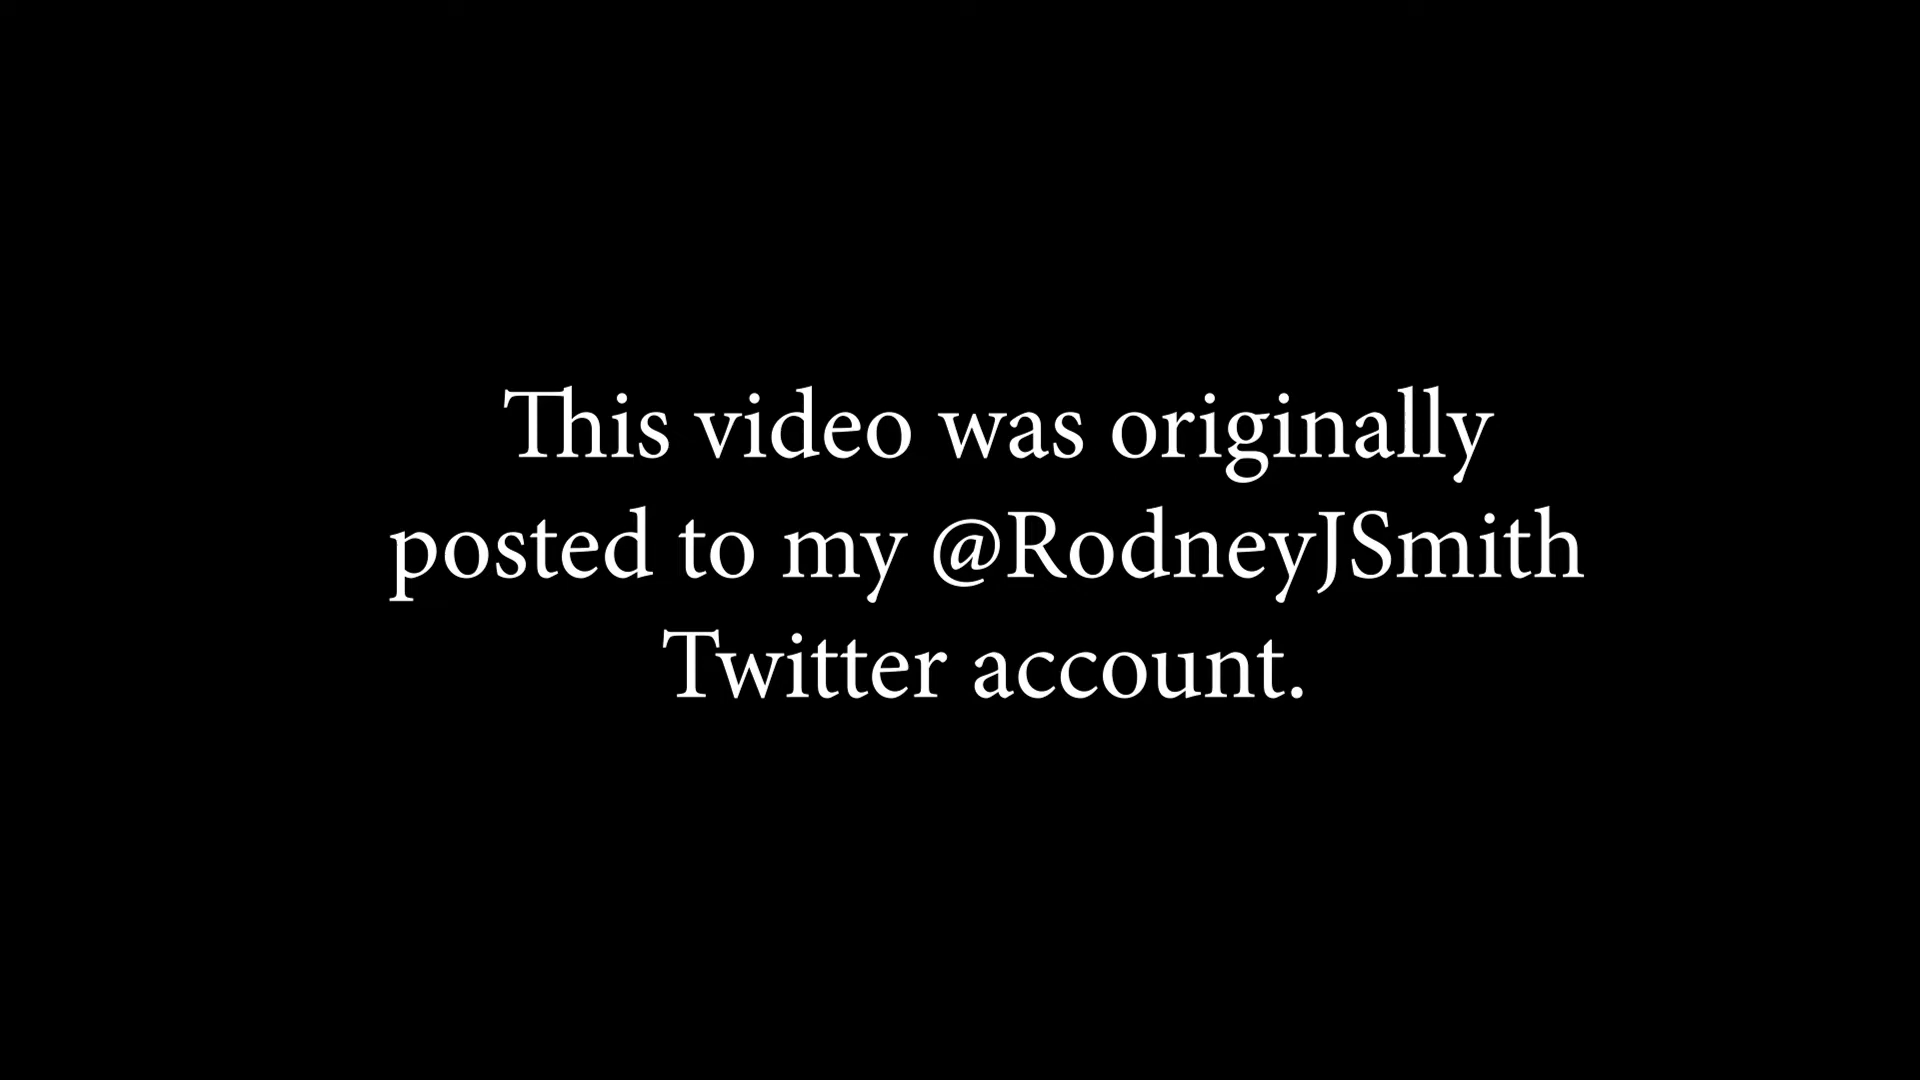 This video was originally
posted to my @RodneyJSmith
Twitter account.